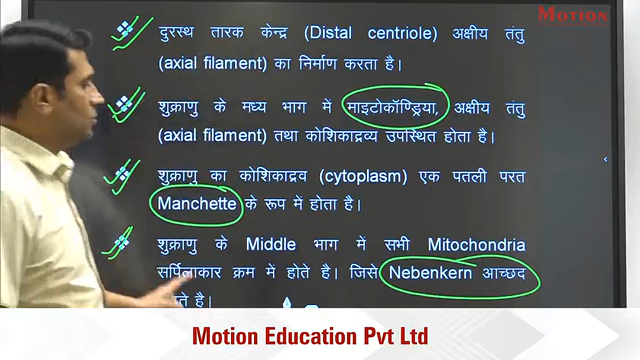 MOTION
दुरस्थ तारक केन्द्र (Distal centriole) अक्षीय तंतु
(axial filament) का निर्माण करता है।
शुक्राणु के मध्य भाग में माइटोकॉण्ड्रिया, अक्षीय तंतु
(axial filament) तथा कोशिकाद्रव्य उपस्थित होता है।
शुक्राणु का कोशिकाद्रव (cytoplasm) एक पतली परत
Manchette के रूप में होता है।
शुक्राणु के Middle भाग में सभी Mitochondria
सर्पिलाकार क्रम में होते है। जिसे Nebenkern आच्छद
है।
Motion Education Pvt Ltd